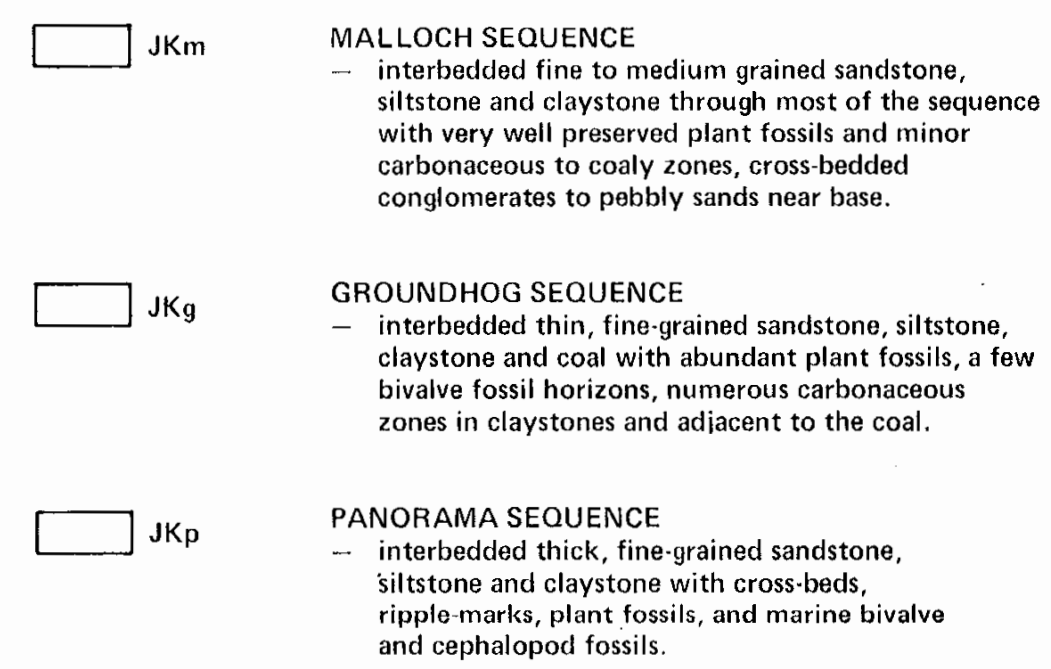 JKm MALLOCH SEQUENCE
— interbedded fine to medium grained sandstone,
siltstone and claystone through most of the sequence
with very well preserved plant fossils and minor
carbonaceous to coaly zones, cross-bedded
conglomerates to pebbly sands near base.
JKg GROUNDHOG SEQUENCE
— interbedded thin, fine-grained sandstone, siltstone,
claystone and coal with abundant plant fossils, a few
bivalve fossil horizons, numerous carbonaceous
zones in claystones and adjacent to the coal.
JKp PANORAMA SEQUENCE
— interbedded thick, fine-grained sandstone,
siltstone and claystone with cross-beds,
ripple-marks, plant fossils, and marine bivalve
and cephalopod fossils.